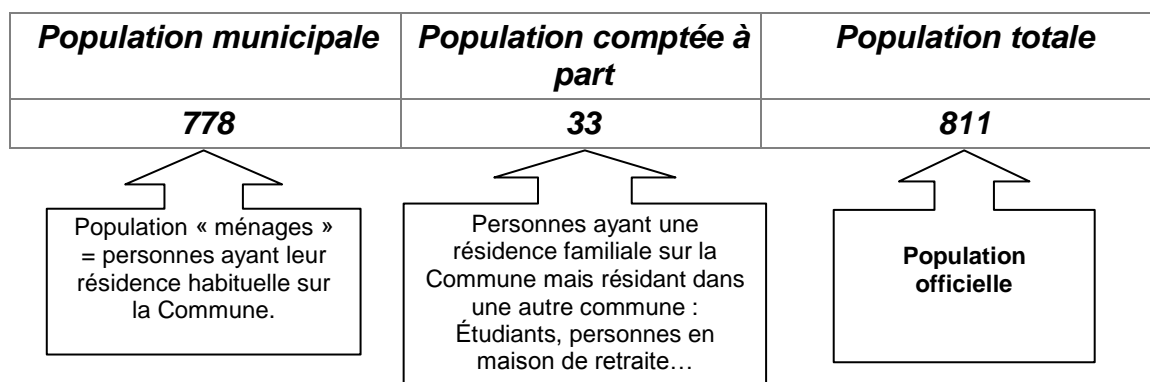 Population municipale
Population comptée à
part
Population totale
778
33
811
Population « ménages »
= personnes ayant leur
résidence habituelle sur
la Commune.
Personnes ayant une
résidence familiale sur la
Commune mais résidant dans
une autre commune :
Étudiants, personnes en
maison de retraite…
Population
officielle